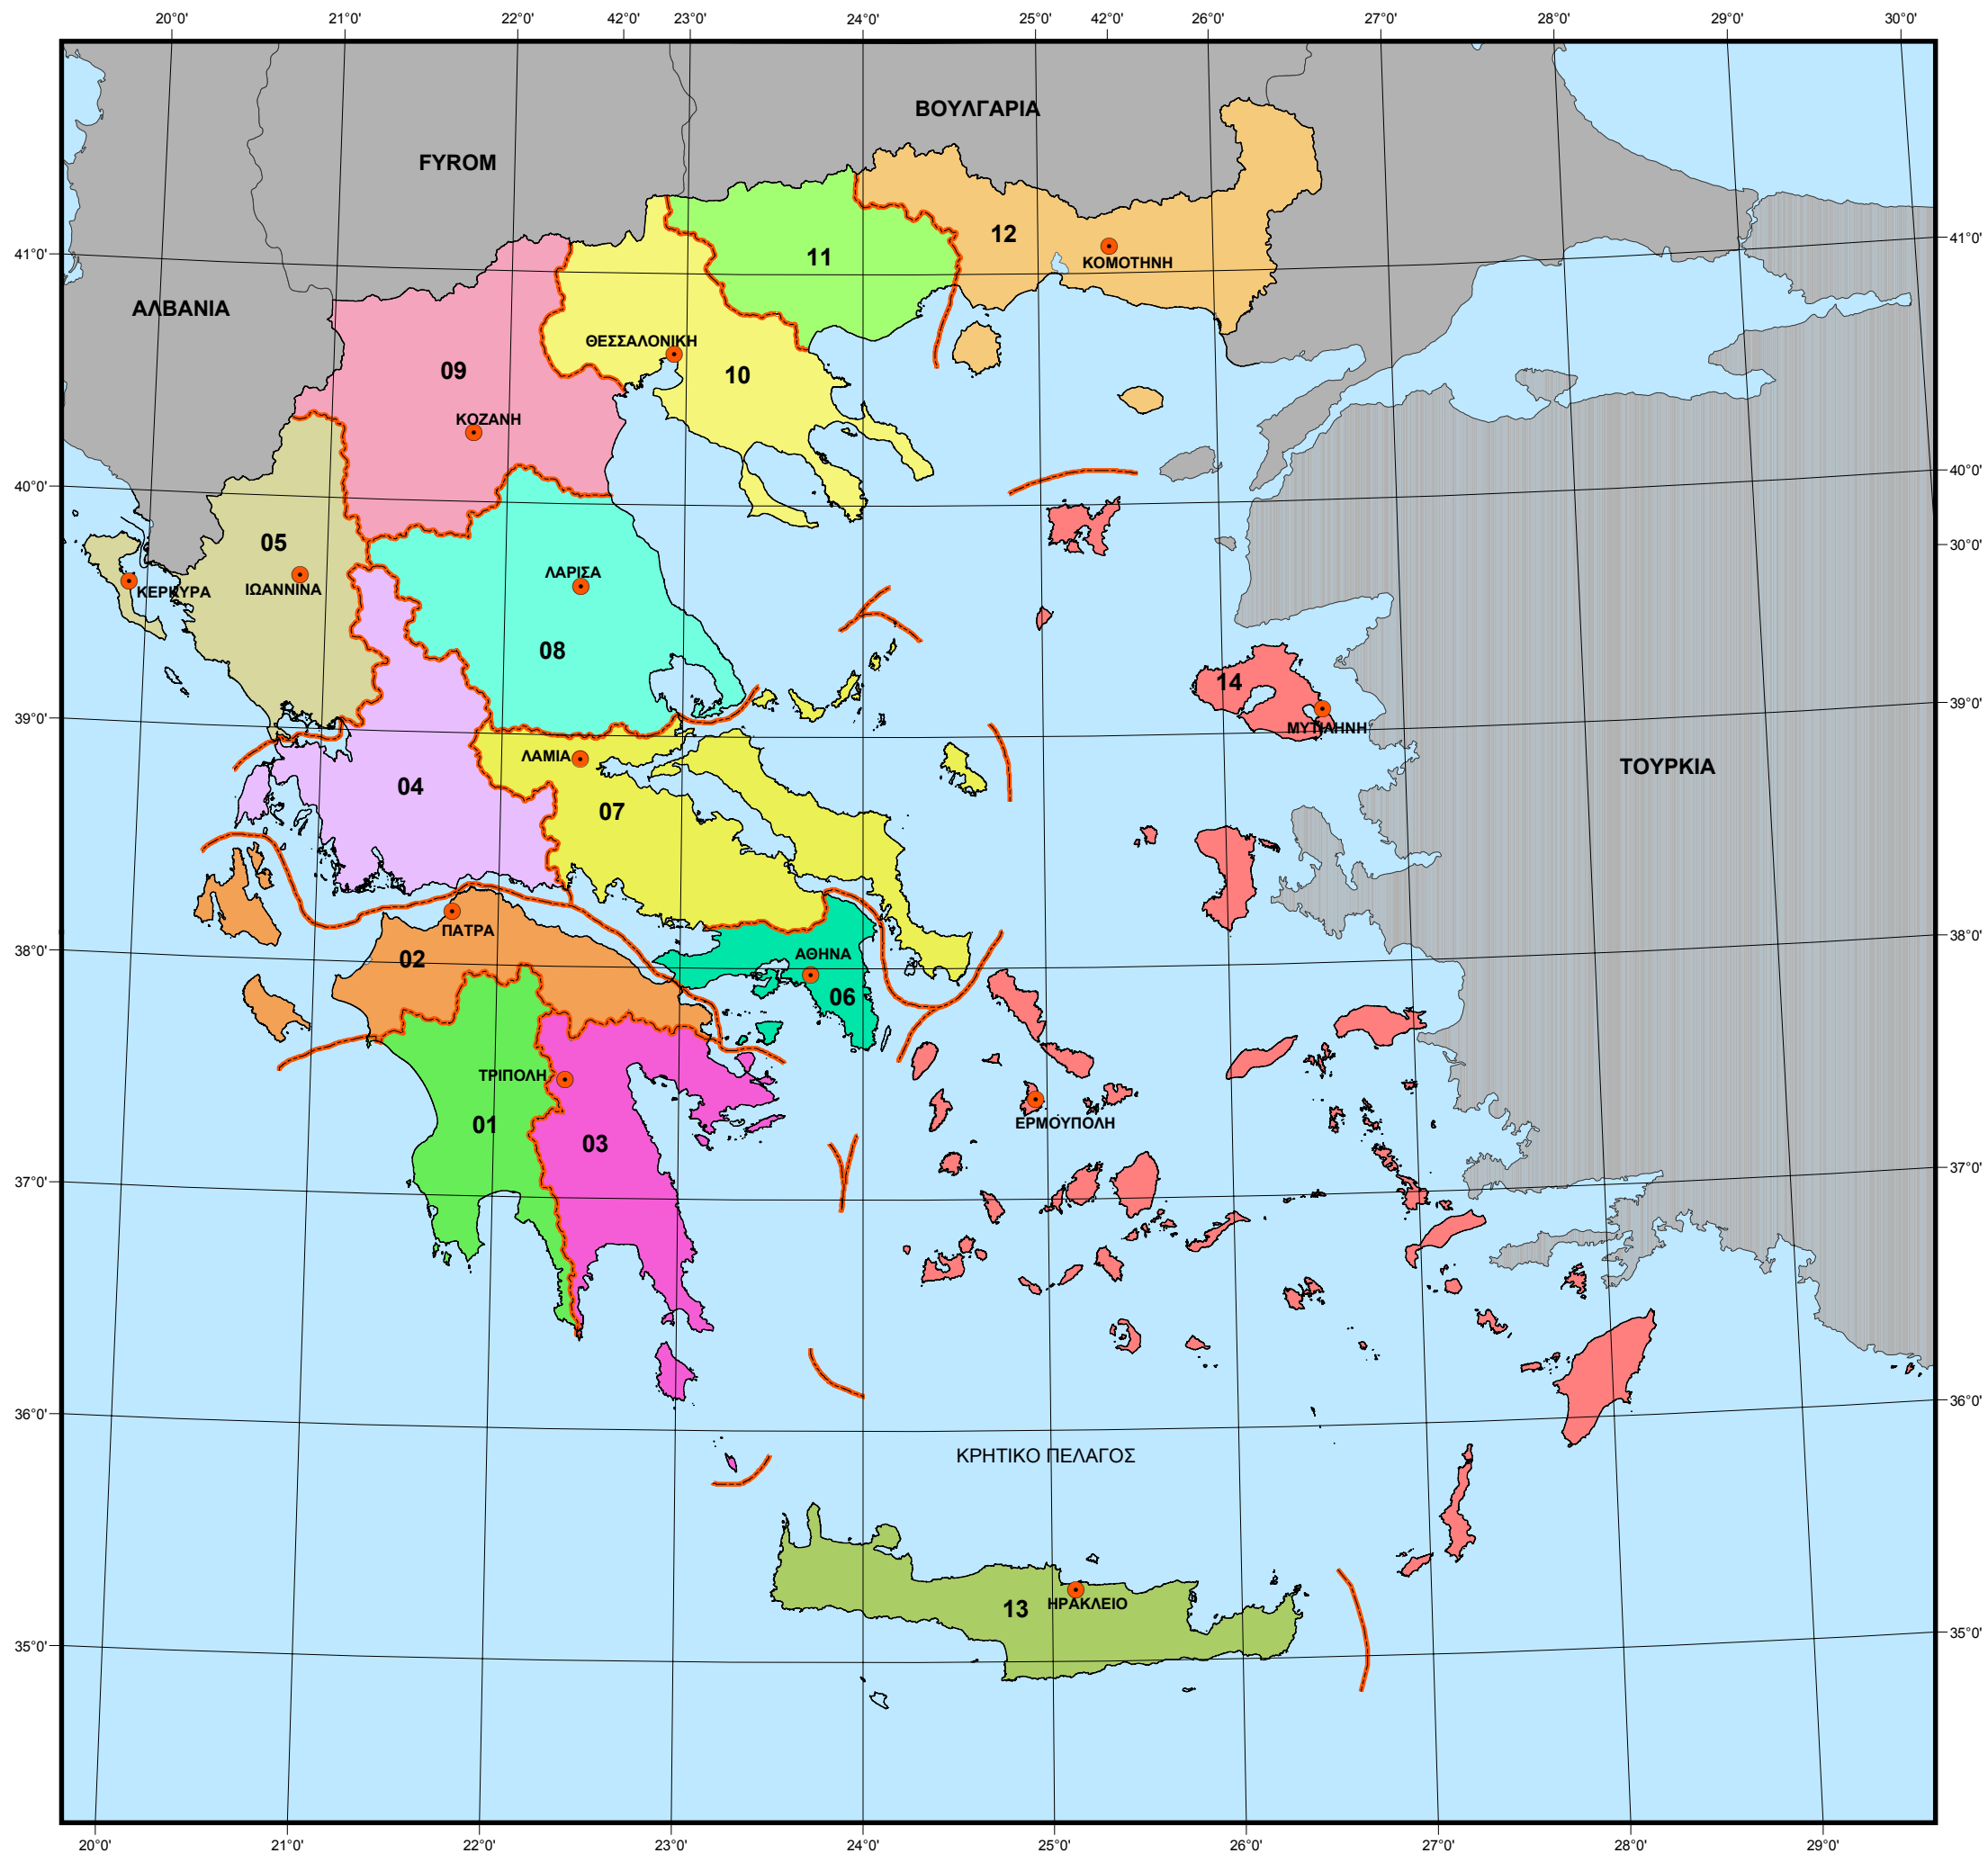 20°0' 21°0' 22°0' 42°0' 23°0' 24°0' 25°0' 42°0' 26°0' 27°0' 28°0' 29°0' 30°0'
ΒΟΥΛΓΑΡΙΑ
FYROM
12
41°0' 11 ΚΟΜΟΤΗΝΗ 41°0'
ΑΛΒΑΝΙΑ
ΘΕΣΣΑΛΟΝΙΚΗ
09 10
ΚΟΖΑΝΗ
40°0' 40°0'
05 30°0'
ΛΑΡΙΣΑ
ΚΕΡΚΥΡΑ ΙΩΑΝΝΙΝΑ
08
14
39°0' 39°0'
ΜΥΤΙΛΗΝΗ
ΛΑΜΙΑ
ΤΟΥΡΚΙΑ
04
07
ΠΑΤΡΑ
38°0' 38°0'
02 ΑΘΗΝΑ
06
ΤΡΙΠΟΛΗ
01 ΕΡΜΟΥΠΟΛΗ
03
37°0' 37°0'
36°0' 36°0'
ΚΡΗΤΙΚΟ ΠΕΛΑΓΟΣ
13 ΗΡΑΚΛΕΙΟ
35°0' 35°0'
20°0' 21°0' 22°0' 23°0' 24°0' 25°0' 26°0' 27°0' 28°0' 29°0'